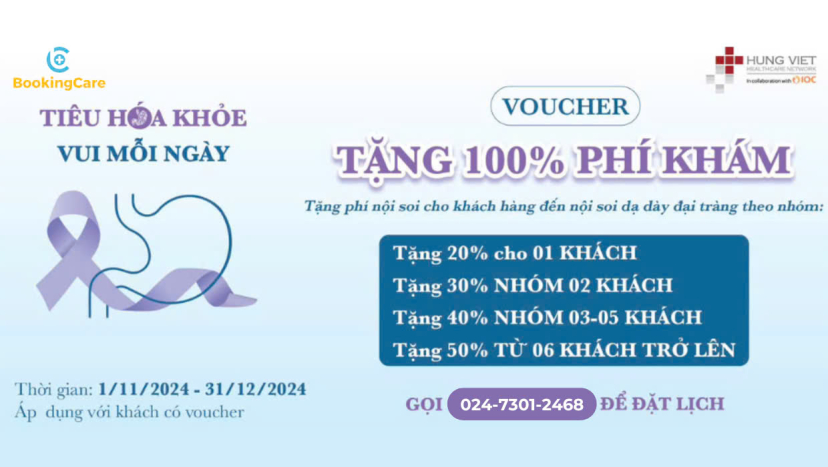 BookingCare
HUNG VIET
HEALTHCARE NETWORK
In collaboration with IOC
TIÊU HÓA KHỎE
VUI MỖI NGÀY
VOUCHER
TẶNG 100% PHÍ KHÁM
Tặng phí nội soi cho khách hàng đến nội soi dạ dày đại tràng theo nhóm:
Tặng 20% cho 01 KHÁCH
Tặng 30% NHÓM 02 KHÁCH
Tặng 40% NHÓM 03-05 KHÁCH
Tặng 50% TỪ 06 KHÁCH TRỞ LÊN
Thời gian: 1/11/2024 - 31/12/2024
Áp dụng với khách có voucher
GỌI 024-7301-2468 ĐỂ ĐẶT LỊCH